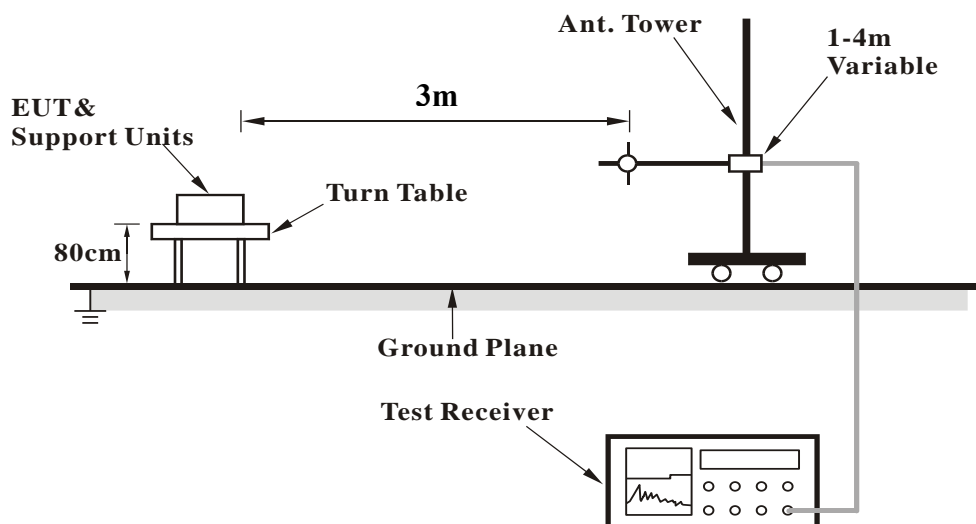 Ant. Tower
1-4m
Variable
3m
EUT&
Support Units
Turn Table
80cm
Ground Plane
Test Receiver